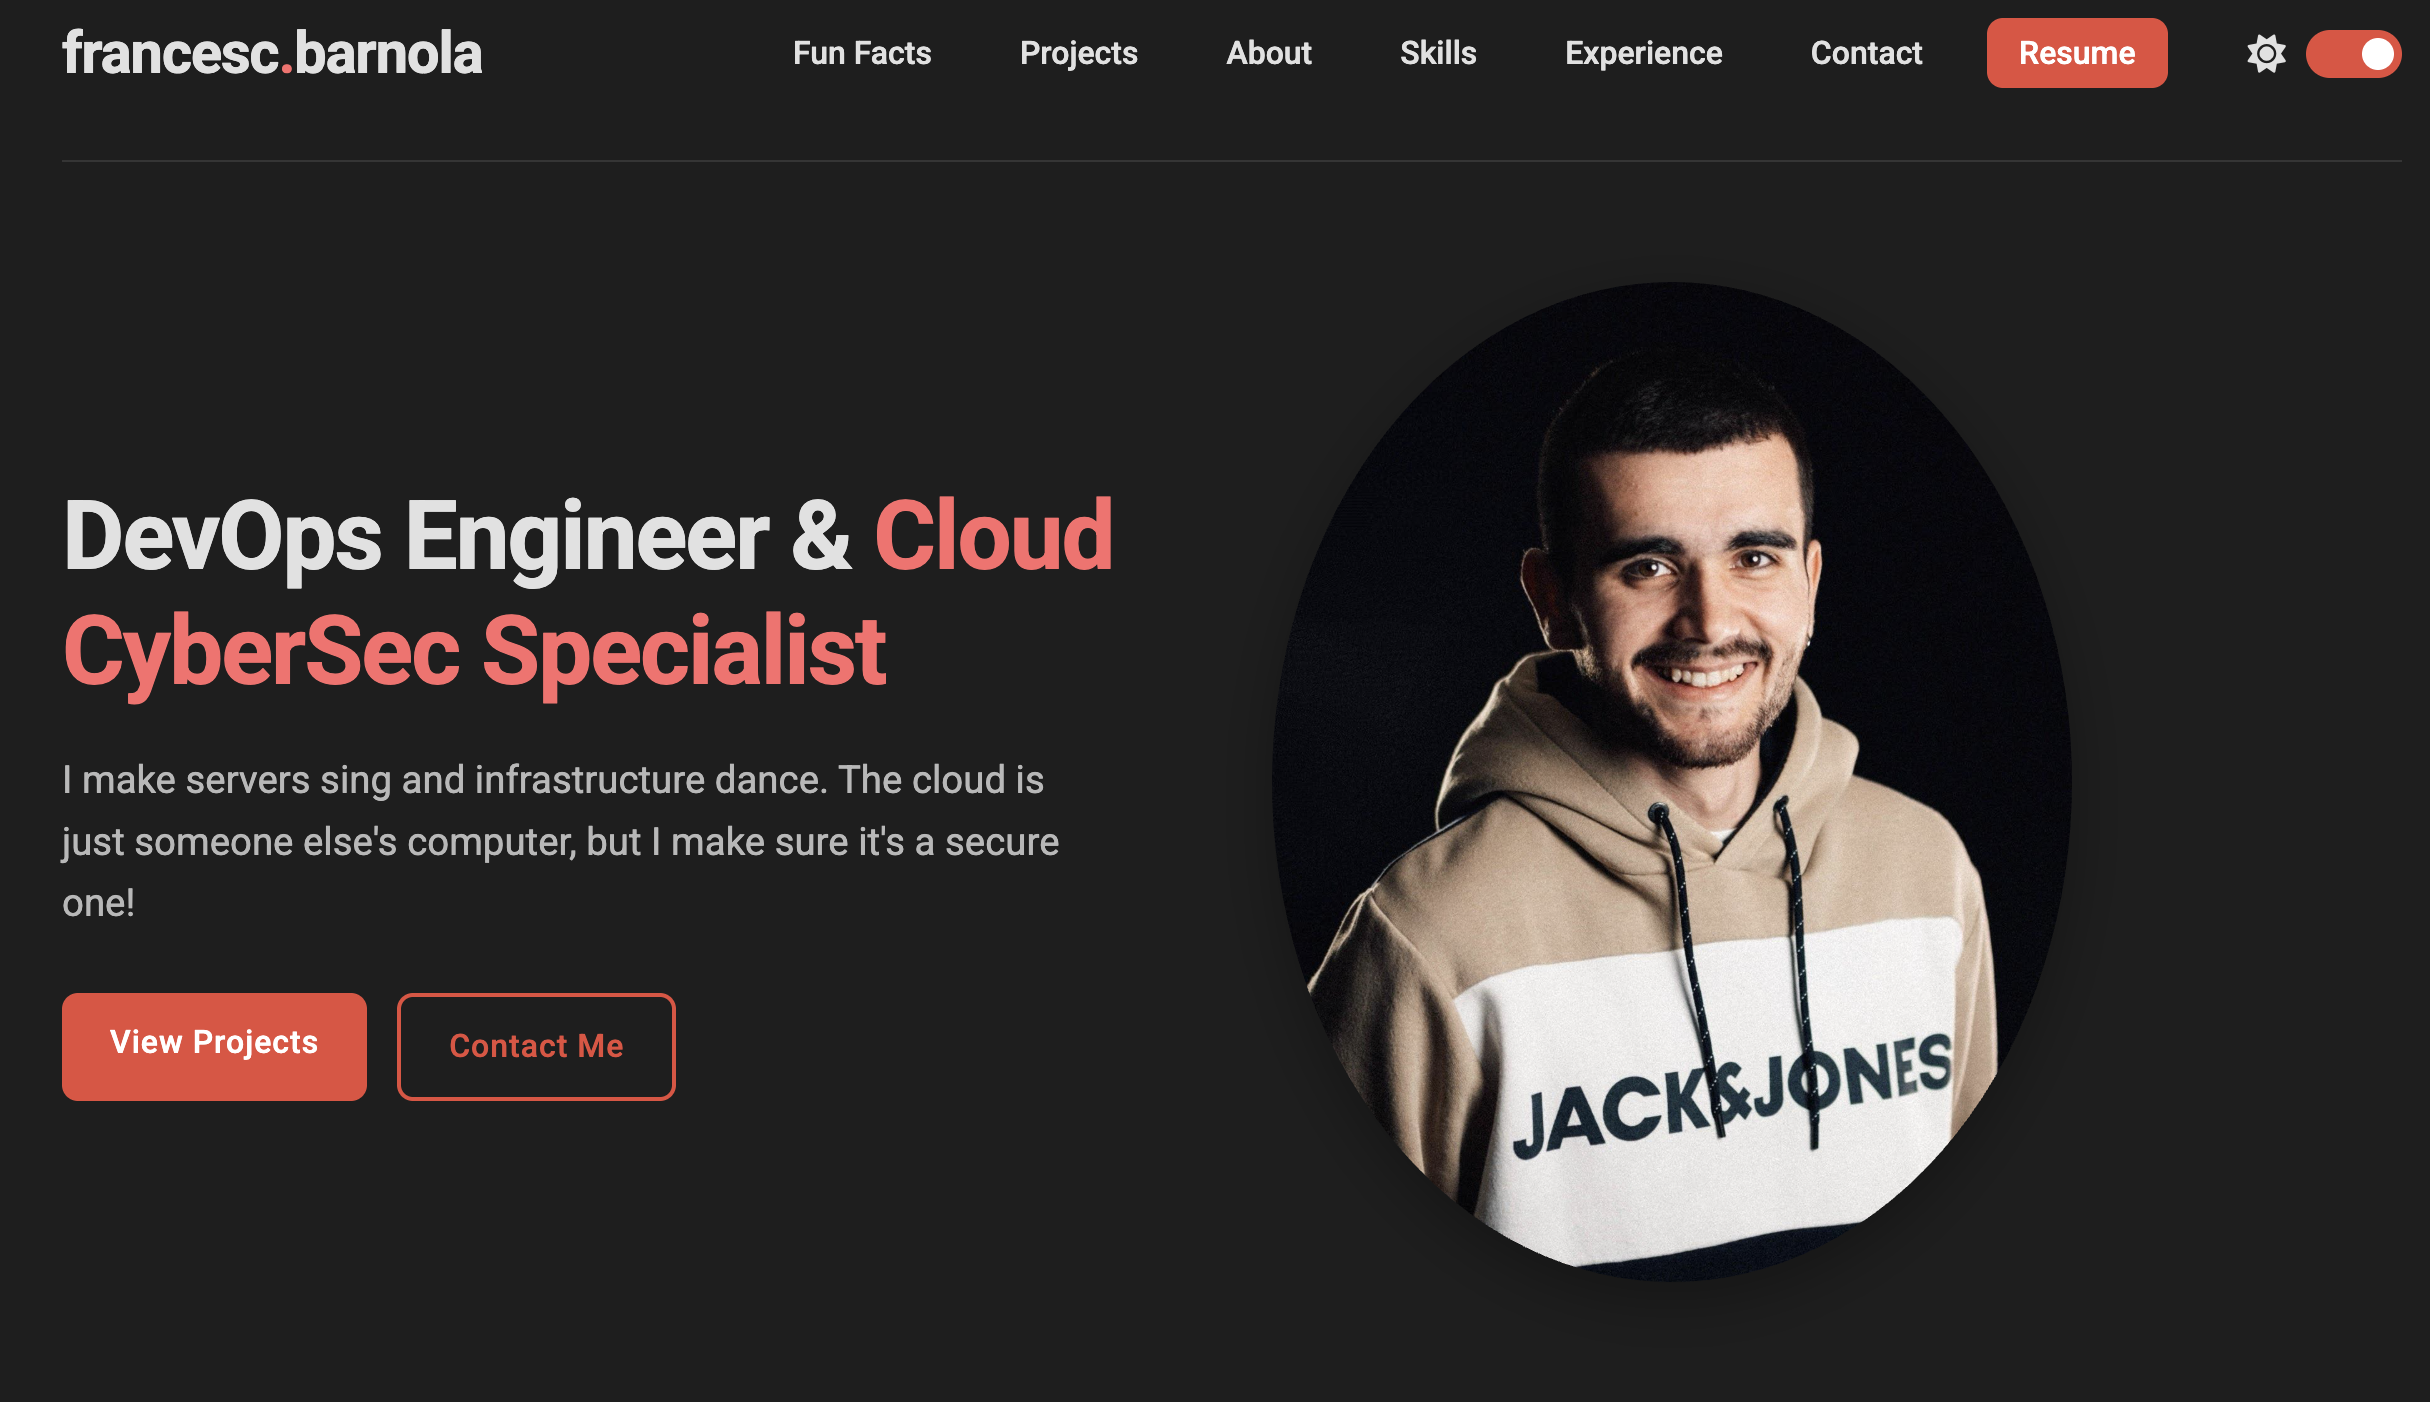 francesc.barnola
Fun Facts
Projects
About
Skills
Experience
Contact
Resume
DevOps Engineer & Cloud
CyberSec Specialist
I make servers sing and infrastructure dance. The cloud is
just someone else's computer, but I make sure it's a secure
one!
View Projects
Contact Me
JACK&JONES